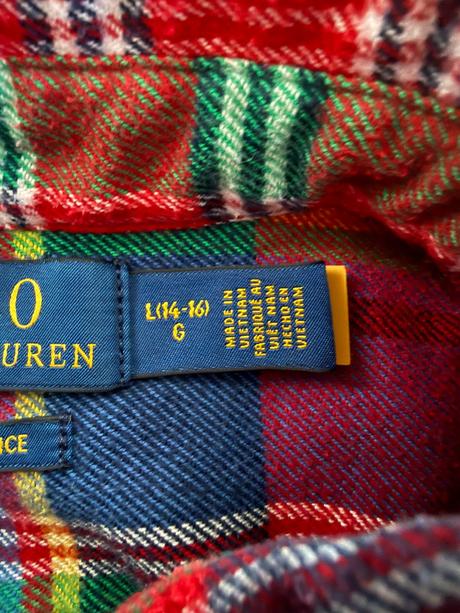 O
UREN
L(14-16)
G
MADE IN
VIETNAM
FABRIQUÉ AU
VIÊT NAM
HECHO EN
VIETNAM
ICE